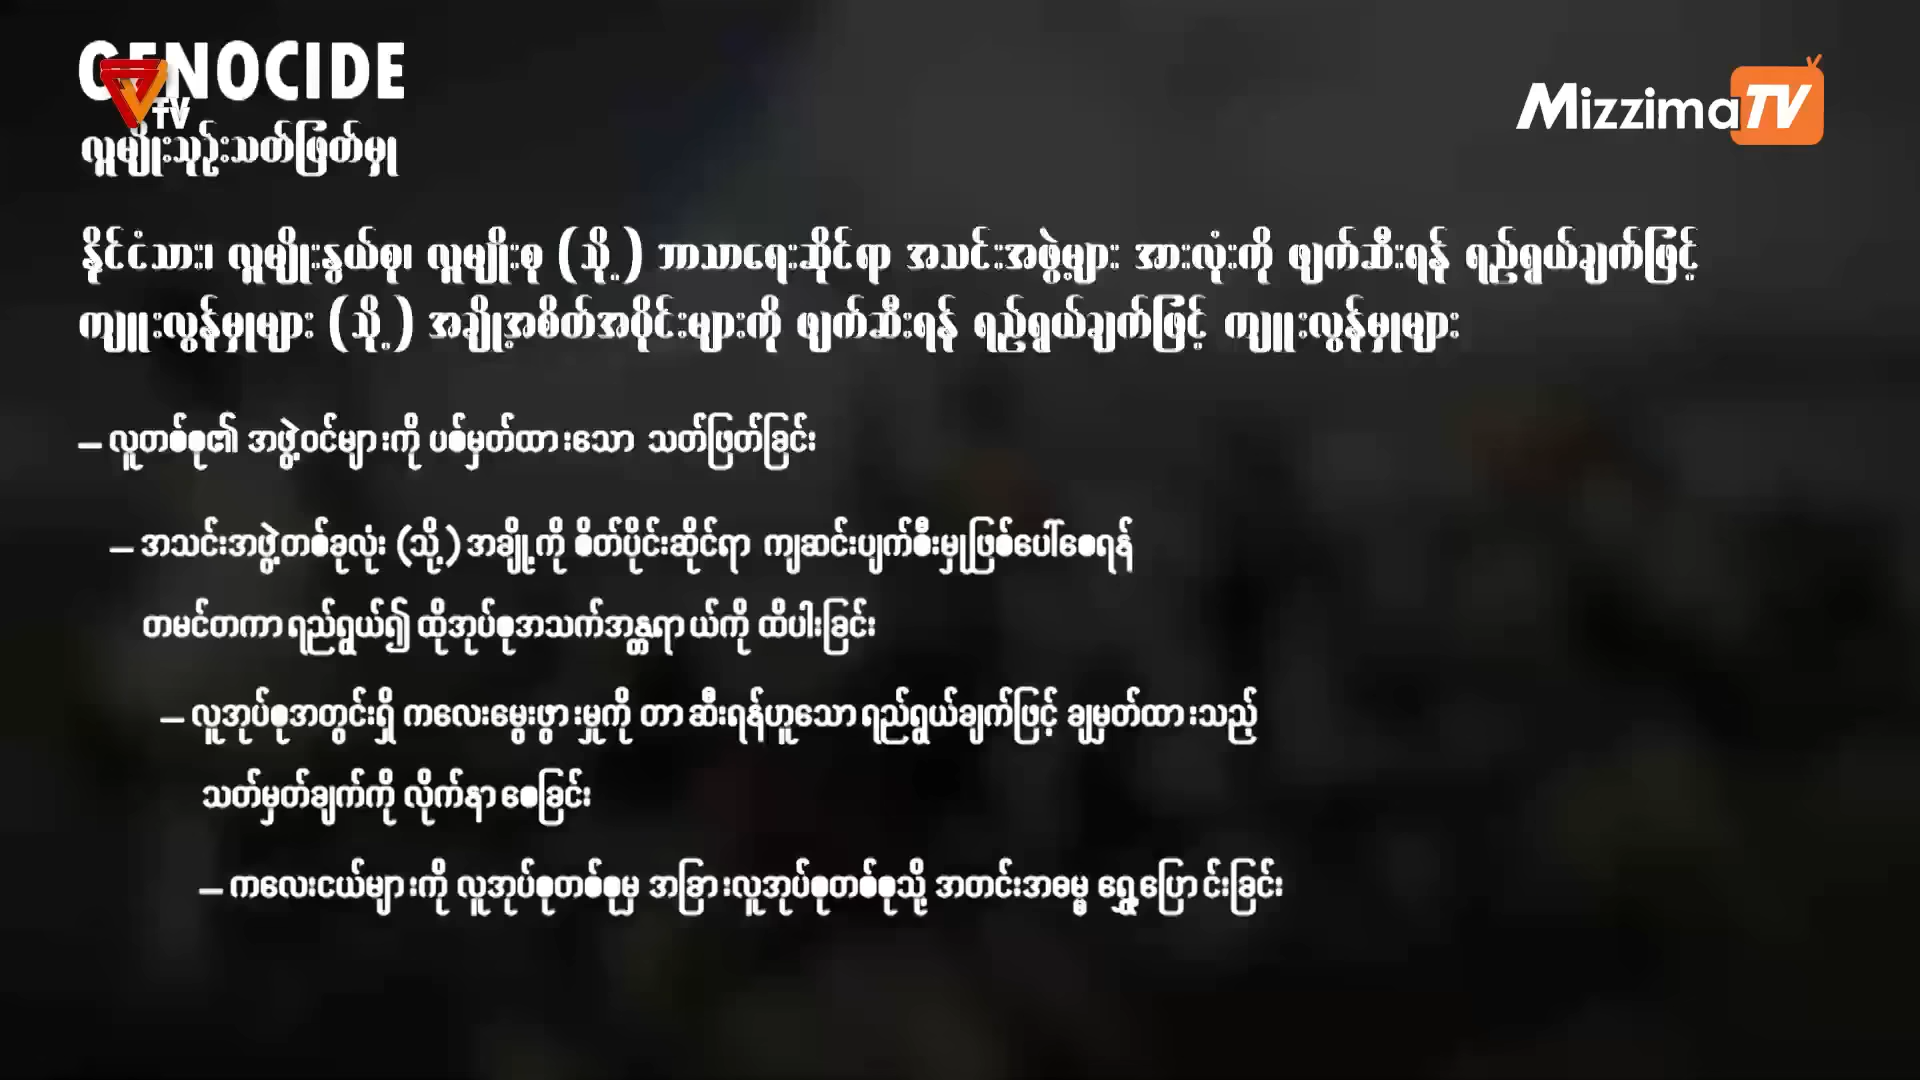 GENOCIDE
TV
Mizzima TV
လူမျိုးသုဉ်းသတ်ဖြတ်မှု
နိုင်ငံသား၊ လူမျိုးနွယ်စု၊ လူမျိုးစု (သို့) ဘာသာရေးဆိုင်ရာ အသင်းအဖွဲ့များ အားလုံးကို ဖျက်ဆီးရန် ရည်ရွယ်ချက်ဖြင့်
ကျူးလွန်မှုများ (သို့) အချို့အစိတ်အပိုင်းများကို ဖျက်ဆီးရန် ရည်ရွယ်ချက်ဖြင့် ကျူးလွန်မှုများ
– လူတစ်စု၏ အဖွဲ့ဝင်များကို ပစ်မှတ်ထားသော သတ်ဖြတ်ခြင်း
– အသင်းအဖွဲ့တစ်ခုလုံး (သို့) အချို့ကို စိတ်ပိုင်းဆိုင်ရာ ကျဆင်းပျက်စီးမှုဖြစ်ပေါ်စေရန်
တမင်တကာ ရည်ရွယ်၍ ထိုအုပ်စုအသက်အန္တရာယ်ကို ထိပါးခြင်း
– လူအုပ်စုအတွင်းရှိ ကလေးမွေးဖွားမှုကို တားဆီးရန်ဟူသော ရည်ရွယ်ချက်ဖြင့် ချမှတ်ထားသည့်
သတ်မှတ်ချက်ကို လိုက်နာစေခြင်း
– ကလေးငယ်များကို လူအုပ်စုတစ်စုမှ အခြားလူအုပ်စုတစ်စုသို့ အတင်းအဓမ္မ ရွှေ့ပြောင်းခြင်း